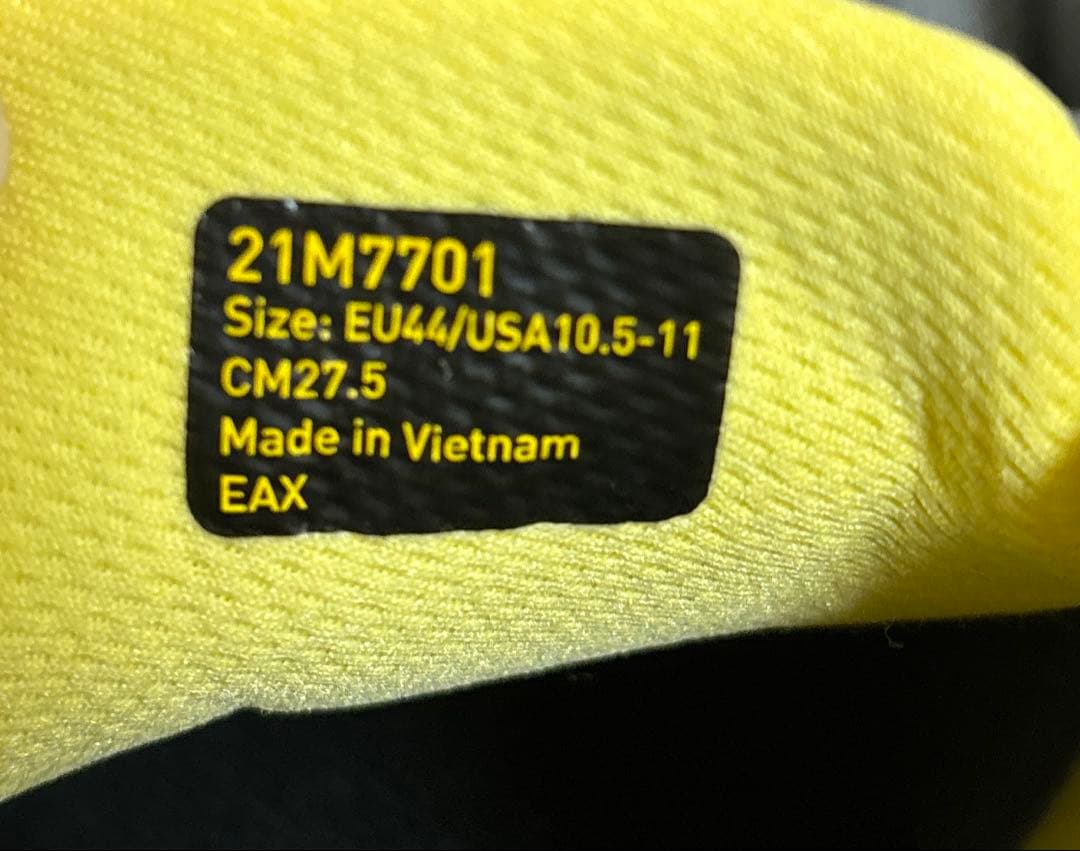 21M7701
Size: EU44/USA10.5-11
CM27.5
Made in Vietnam
EAX